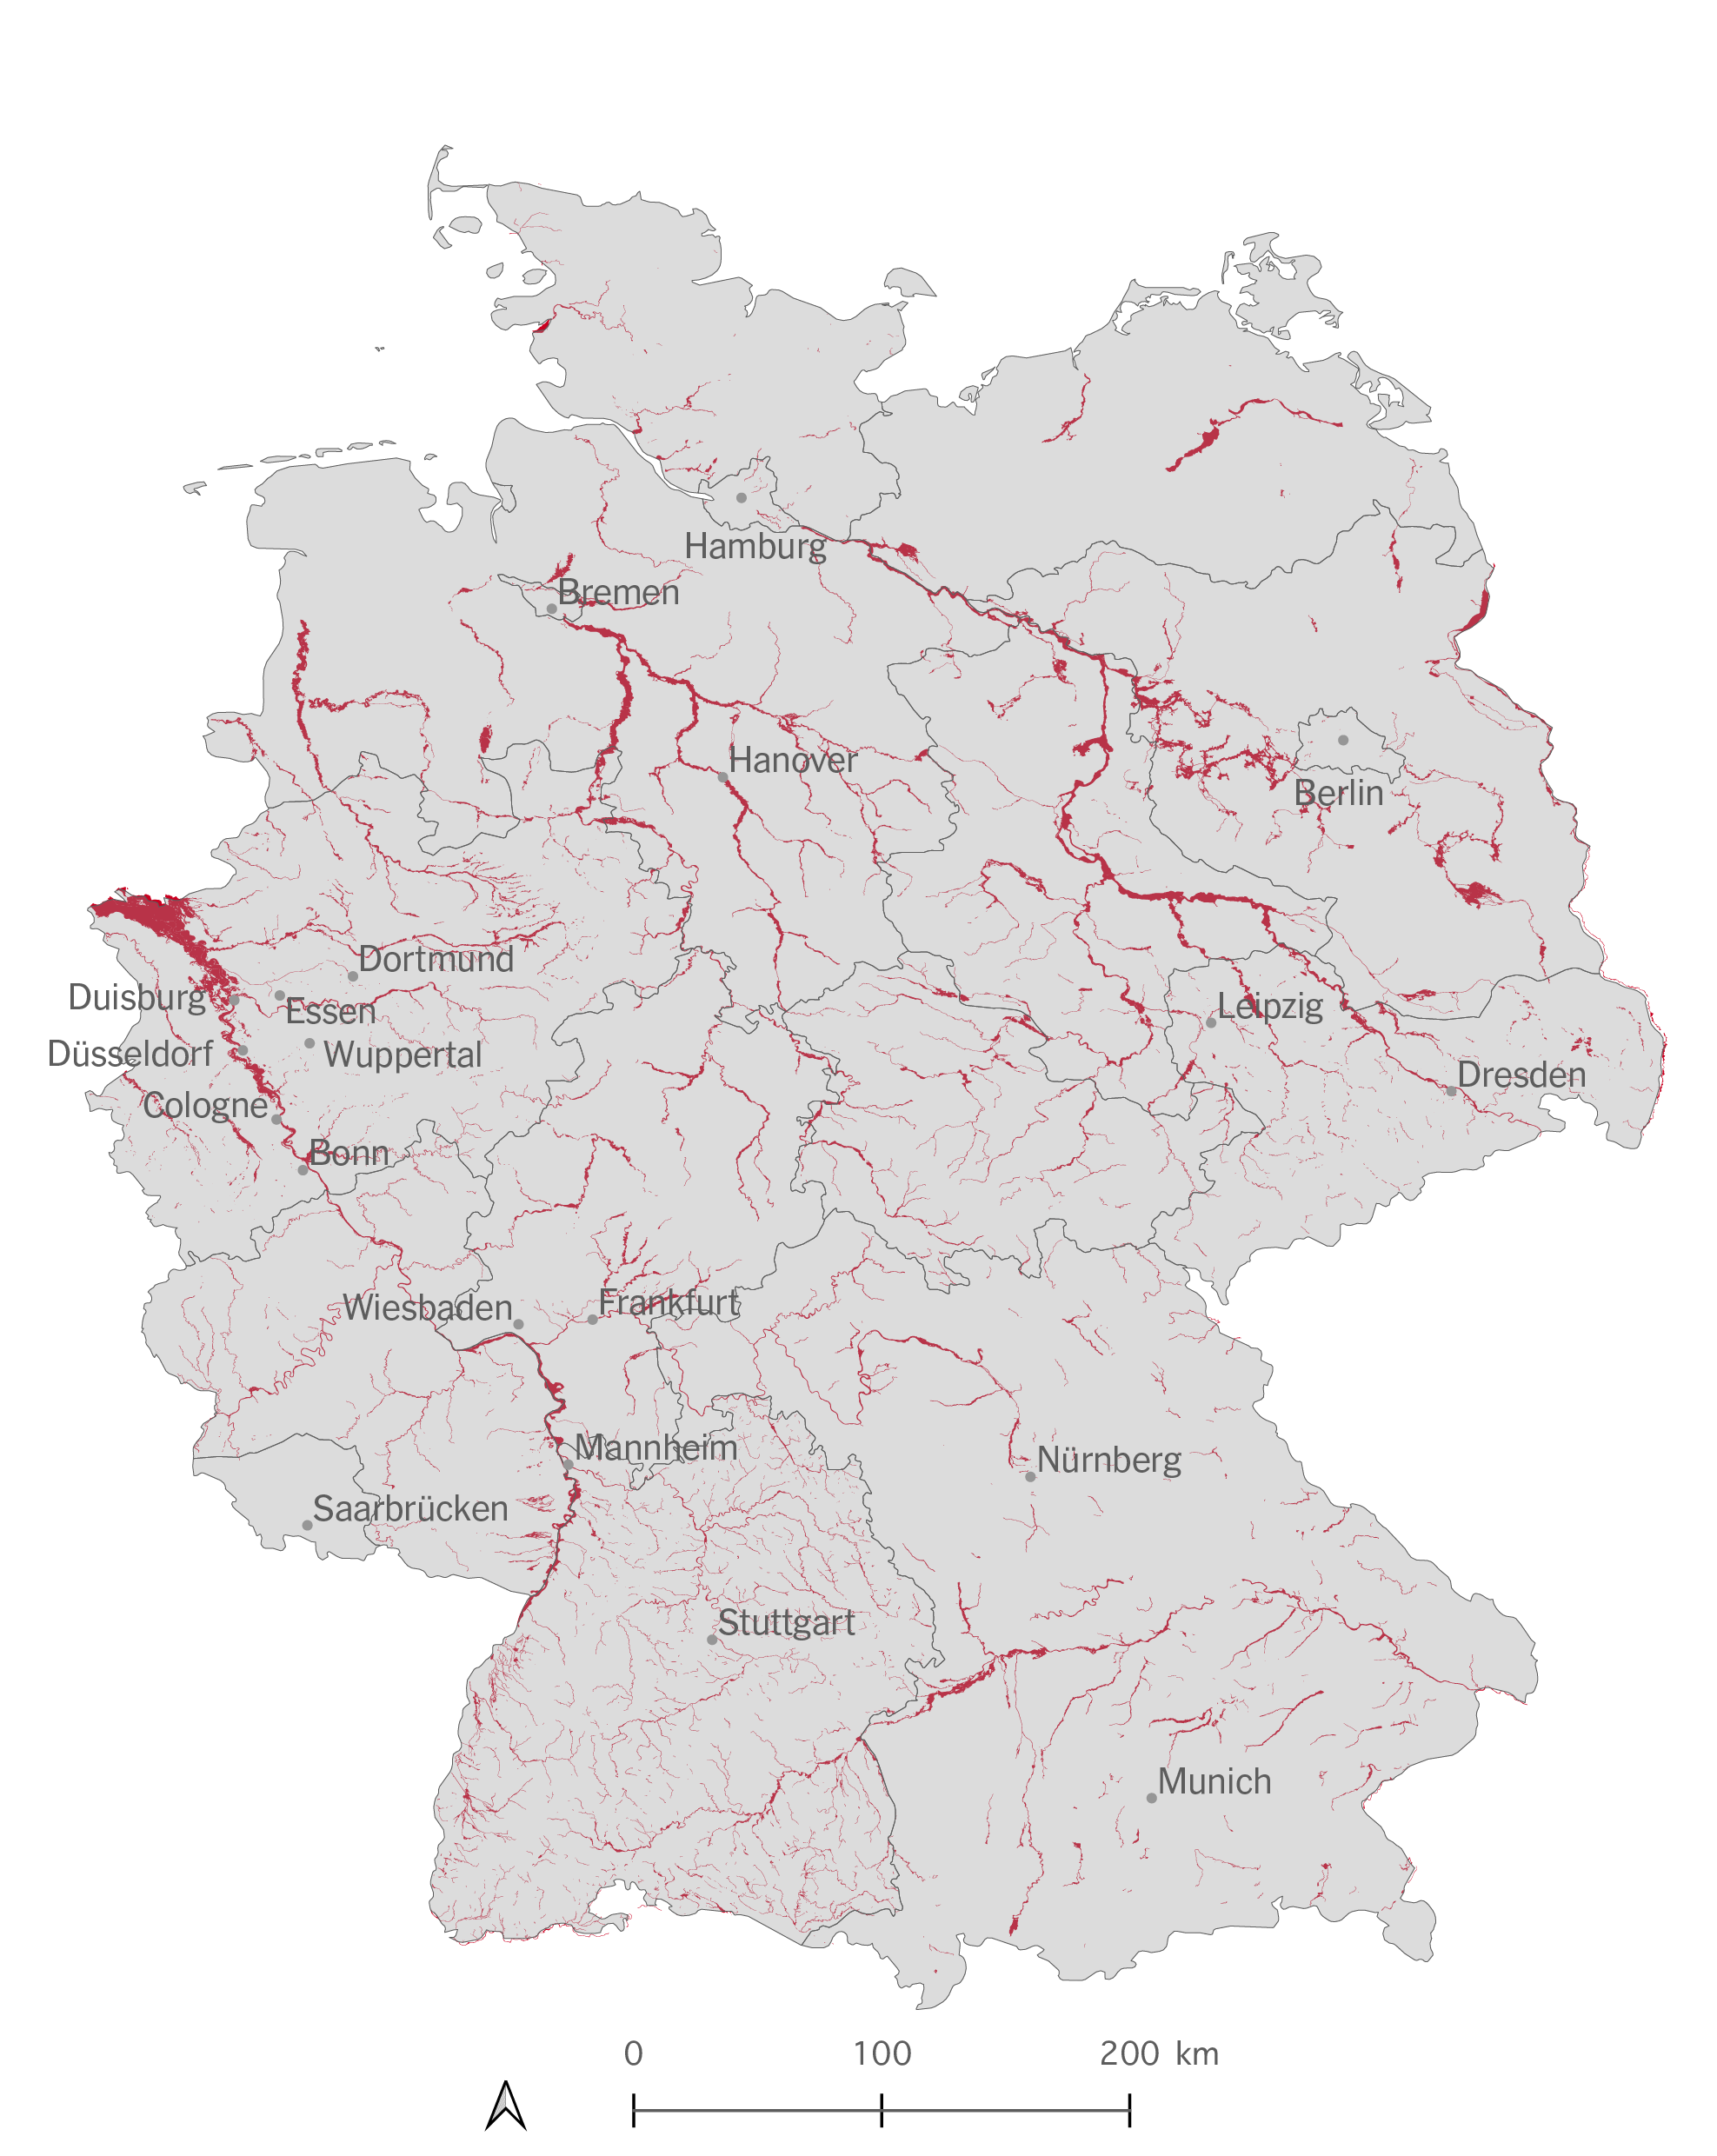 Hamburg
Bremen
Hanover
Berlin
Dortmund
Duisburg
Essen
Leipzig
Düsseldorf
Wuppertal
Dresden
Cologne
Bonn
Wiesbaden
Frankfurt
Mannheim
Nürnberg
Saarbrücken
Stuttgart
Munich
0 100 200 km